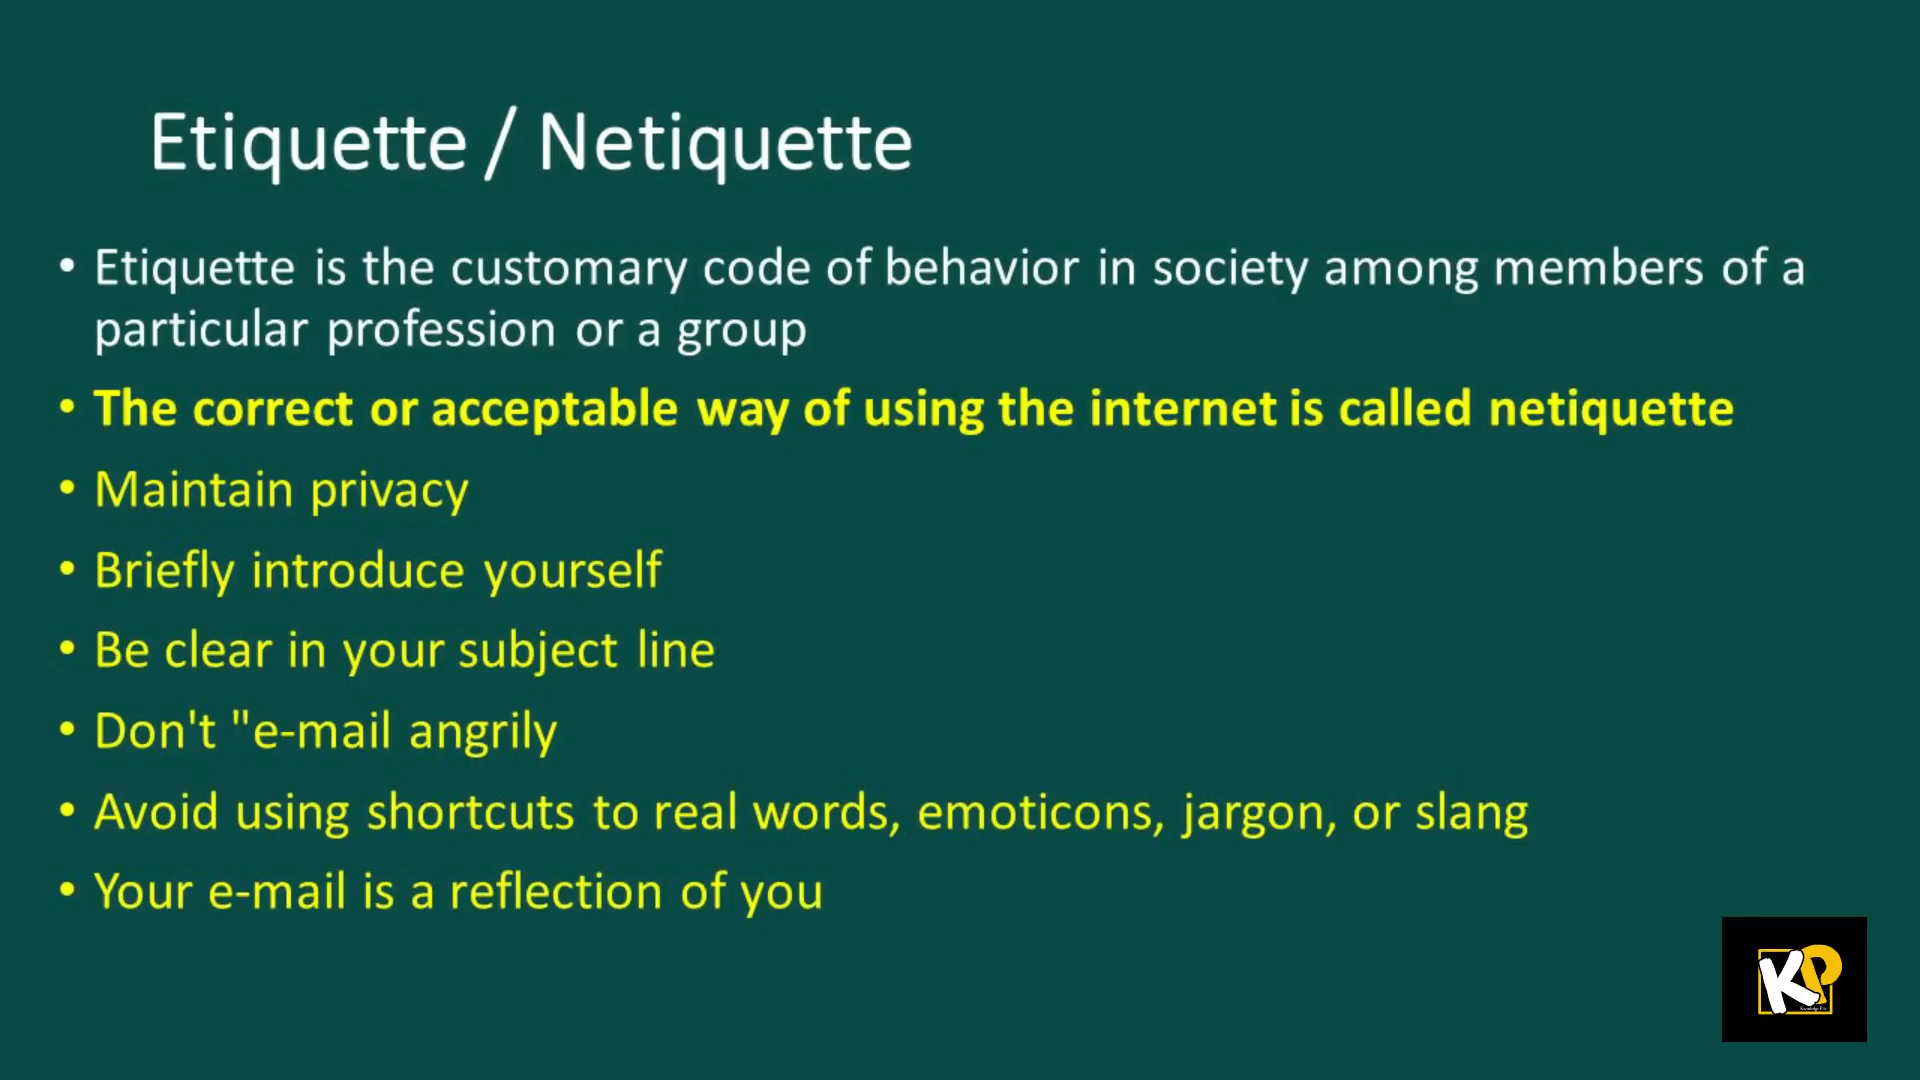 Etiquette / Netiquette
• Etiquette is the customary code of behavior in society among members of a
particular profession or a group
• The correct or acceptable way of using the internet is called netiquette
• Maintain privacy
• Briefly introduce yourself
• Be clear in your subject line
• Don't "e-mail angrily
• Avoid using shortcuts to real words, emoticons, jargon, or slang
• Your e-mail is a reflection of you
KP